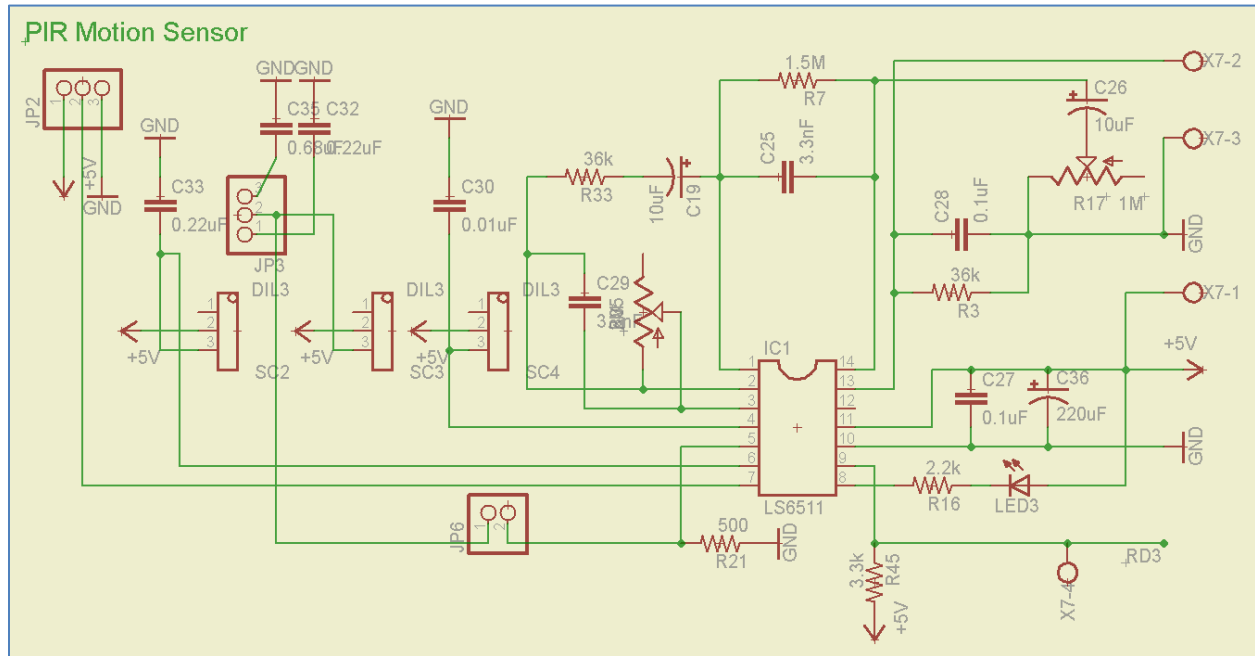 PIR Motion Sensor
JP2
1
2
3
+5V
GND
GND
C33
0.22uF
GND
GND
C35
C32
0.68uF
0.22uF
3
2
1
JP3
GND
C30
0.01uF
DIL3
1
2
3
+5V
SC2
DIL3
+5V
SC3
DIL3
1
2
3
+5V
SC4
36k
R33
10uF
C19
C29
1.5M
R7
C25
3.3nF
C26
10uF
R17
1M
C28
0.1uF
36k
R3
X7-2
X7-3
GND
X7-1
+5V
IC1
1
2
3
4
5
6
7
14
13
12
11
10
9
8
LS6511
C27
0.1uF
C36
220uF
GND
2.2k
R16
LED3
JP6
1
2
500
R21
GND
3.3k
R45
+5V
X7-4
RD3